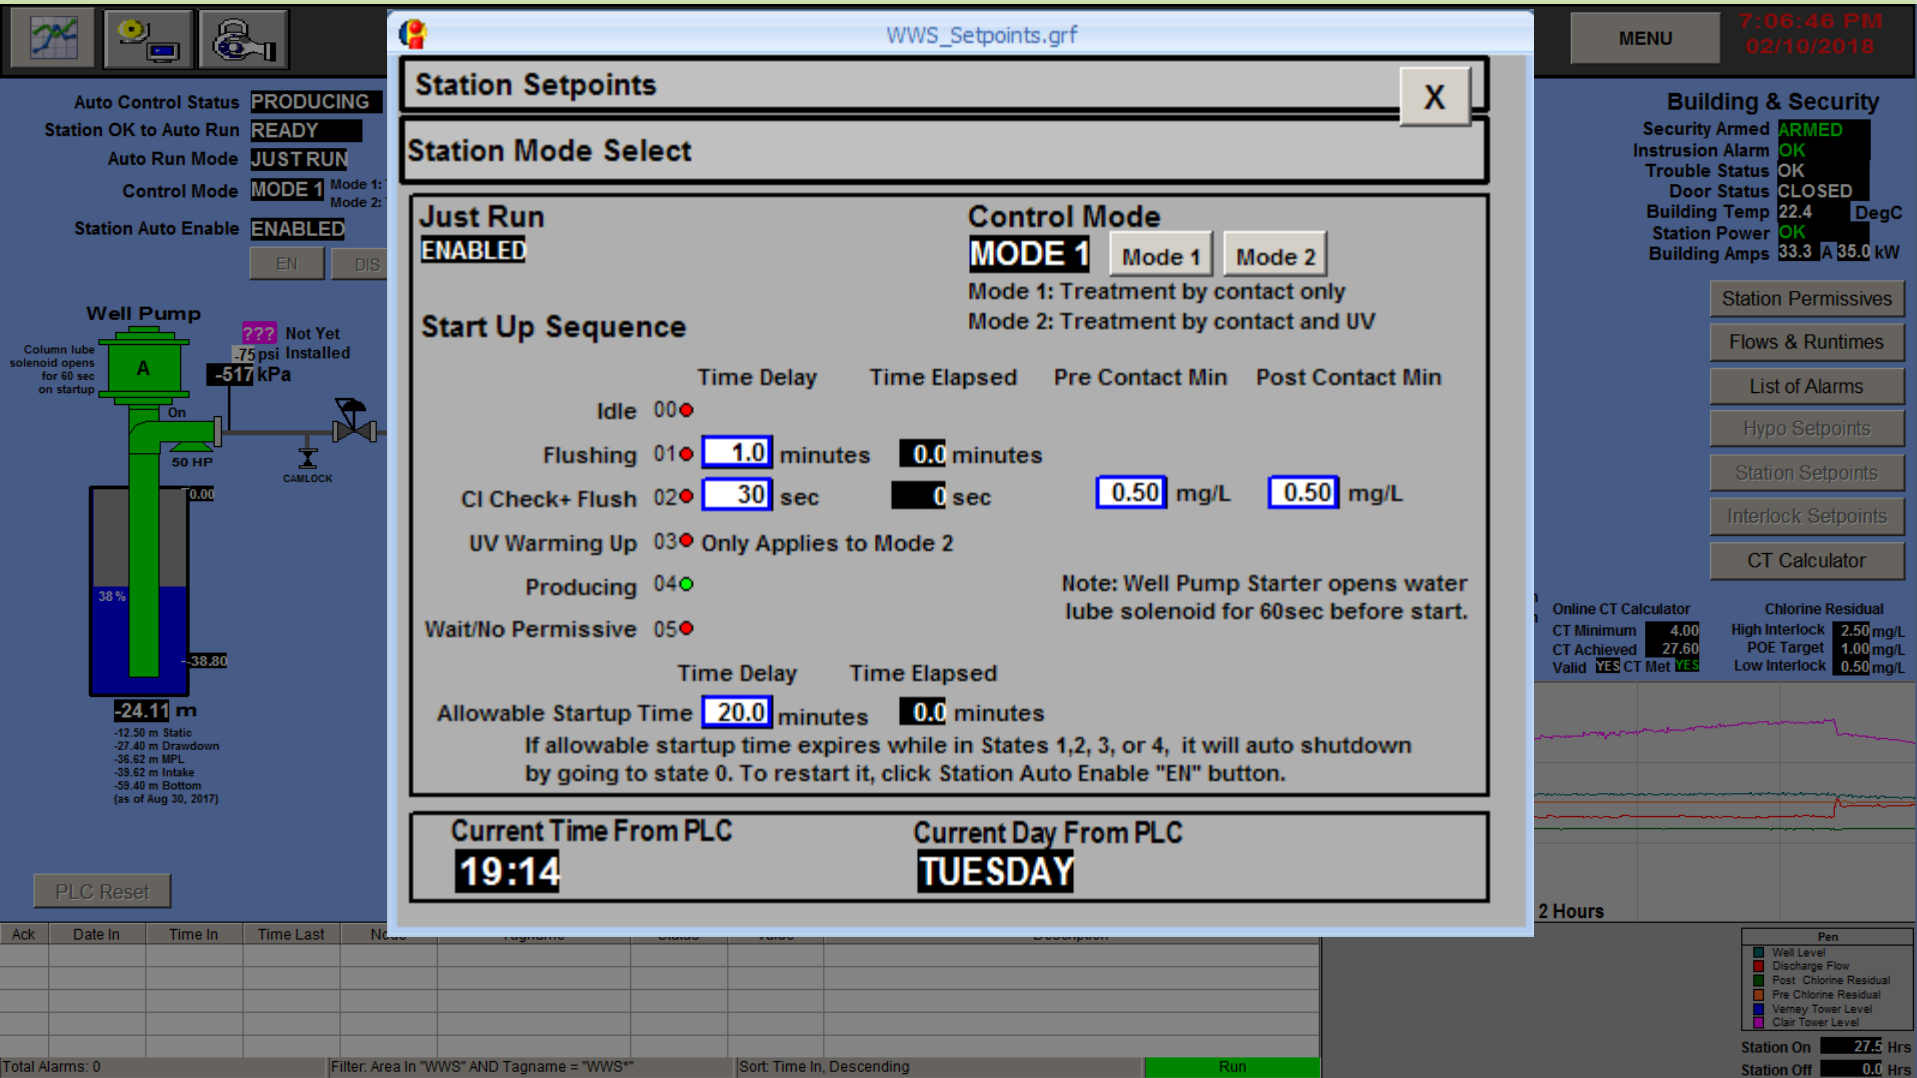 WWS_Setpoints.grf
MENU
7:06:46 PM
02/10/2018
Auto Control Status PRODUCING
Station OK to Auto Run READY
Auto Run Mode JUST RUN
Control Mode MODE 1 Mode 1:
Mode 2:
Station Auto Enable ENABLED
EN DIS
Well Pump
Column lube
solenoid opens
for 60 sec
on startup
A
??? Not Yet
-75 psi Installed
-517 kPa
On
50 HP
CAMLOCK
0.00
38 %
-38.80
-24.11 m
-12.50 m Static
-27.40 m Drawdown
-36.62 m MPL
-39.62 m Intake
-59.40 m Bottom
(as of Aug 30, 2017)
PLC Reset
Station Setpoints
X
Station Mode Select
Just Run
ENABLED
Control Mode
MODE 1 Mode 1 Mode 2
Mode 1: Treatment by contact only
Mode 2: Treatment by contact and UV
Start Up Sequence
Time Delay Time Elapsed Pre Contact Min Post Contact Min
Idle 00
Flushing 01 1.0 minutes 0.0 minutes
Cl Check+ Flush 02 30 sec 0 sec 0.50 mg/L 0.50 mg/L
UV Warming Up 03 Only Applies to Mode 2
Producing 04
Wait/No Permissive 05
Note: Well Pump Starter opens water
lube solenoid for 60sec before start.
Time Delay Time Elapsed
Allowable Startup Time 20.0 minutes 0.0 minutes
If allowable startup time expires while in States 1,2, 3, or 4, it will auto shutdown
by going to state 0. To restart it, click Station Auto Enable "EN" button.
Current Time From PLC
19:14
Current Day From PLC
TUESDAY
Building & Security
Security Armed ARMED
Instrusion Alarm OK
Trouble Status OK
Door Status CLOSED
Building Temp 22.4 DegC
Station Power OK
Building Amps 33.3 A 35.0 kW
Station Permissives
Flows & Runtimes
List of Alarms
Hypo Setpoints
Station Setpoints
Interlock Setpoints
CT Calculator
Online CT Calculator
CT Minimum 4.00
CT Achieved 27.60
Valid YES CT Met YES
Chlorine Residual
High Interlock 2.50 mg/L
POE Target 1.00 mg/L
Low Interlock 0.50 mg/L
2 Hours
Pen
Well Level
Discharge Flow
Post Chlorine Residual
Pre Chlorine Residual
Verney Tower Level
Clair Tower Level
Station On 27.5 Hrs
Station Off 0.0 Hrs
Ack Date In Time In Time Last Node Tagname Status Value Description
Total Alarms: 0 Filter: Area In "WWS" AND Tagname = "WWS*" Sort: Time In, Descending Run